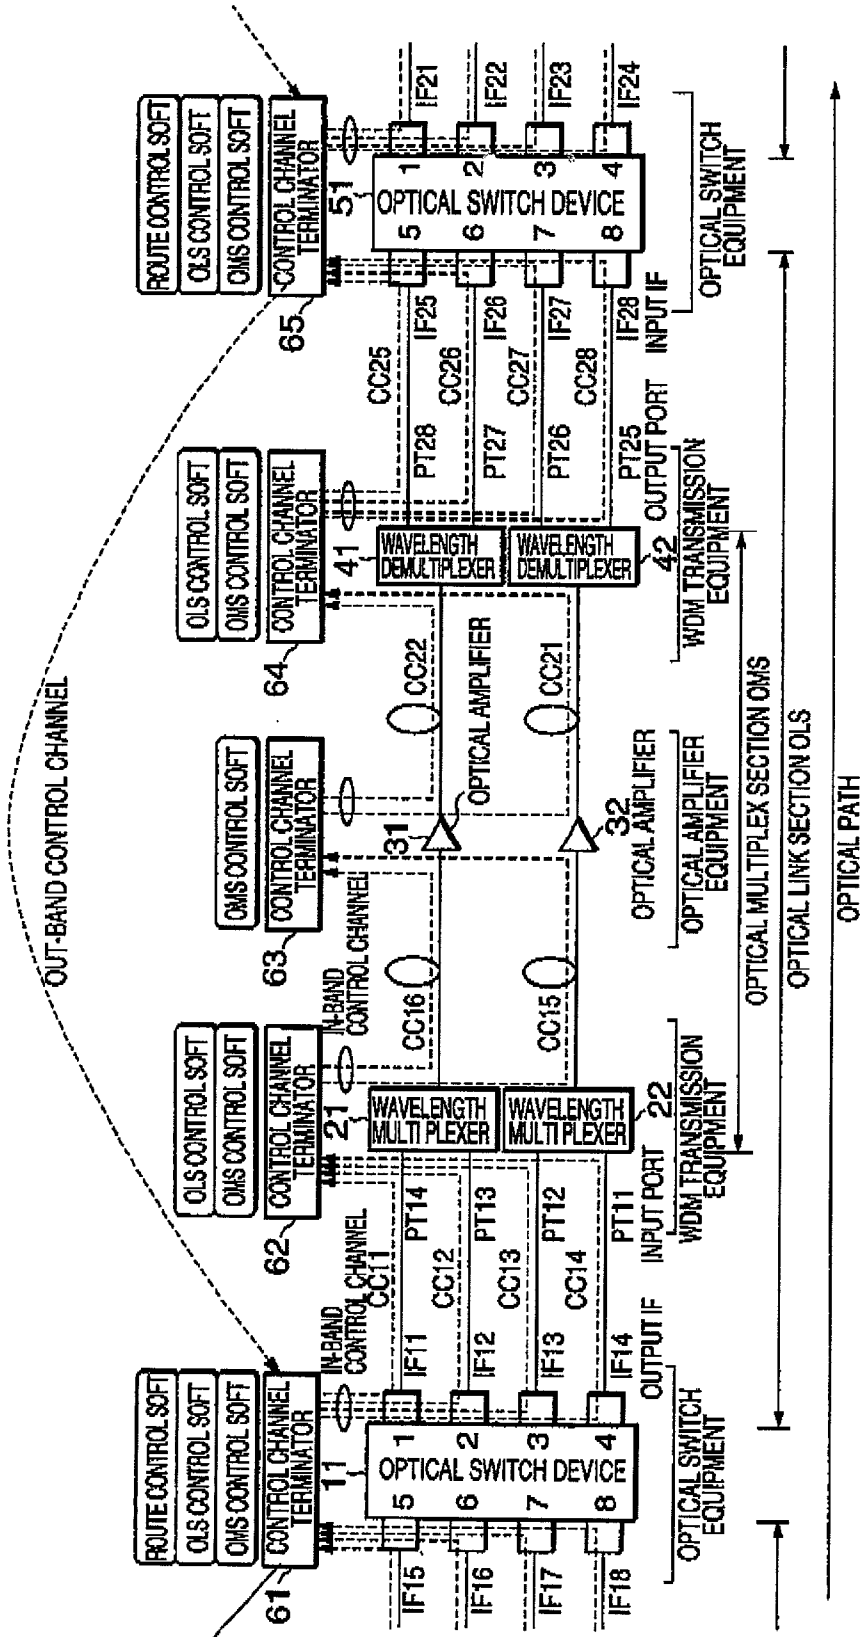 OUT-BAND CONTROL CHANNEL
ROUTE CONTROL SOFT
OLS CONTROL SOFT
OMS CONTROL SOFT
CONTROL CHANNEL
TERMINATOR
61
IN-BAND
CONTROL CHANNEL
OLS CONTROL SOFT
OMS CONTROL SOFT
CONTROL CHANNEL
TERMINATOR
62
IN-BAND
CONTROL CHANNEL
OMS CONTROL SOFT
CONTROL CHANNEL
TERMINATOR
63
OLS CONTROL SOFT
OMS CONTROL SOFT
CONTROL CHANNEL
TERMINATOR
64
ROUTE CONTROL SOFT
OLS CONTROL SOFT
OMS CONTROL SOFT
CONTROL CHANNEL
TERMINATOR
65
IF15
IF16
IF17
IF18
11
5 1
6 2
OPTICAL SWITCH DEVICE
7 3
8 4
IF11
IF12
IF13
IF14
OUTPUT IF
CC11
CC12
CC13
CC14
PT14
PT13
PT12
PT11
INPUT PORT
21
WAVELENGTH
MULTI PLEXER
WAVELENGTH
MULTI PLEXER
22
CC16
CC15
31
OPTICAL AMPLIFIER
32
OPTICAL AMPLIFIER
CC22
CC21
41
WAVELENGTH
DEMULTIPLEXER
WAVELENGTH
DEMULTIPLEXER
42
PT28
PT27
PT26
PT25
OUTPUT PORT
CC25
CC26
CC27
CC28
IF25
IF26
IF27
IF28
INPUT IF
51
5 1
6 2
OPTICAL SWITCH DEVICE
7 3
8 4
IF21
IF22
IF23
IF24
OPTICAL SWITCH
EQUIPMENT
WDM TRANSMISSION
EQUIPMENT
OPTICAL AMPLIFIER
EQUIPMENT
WDM TRANSMISSION
EQUIPMENT
OPTICAL SWITCH
EQUIPMENT
OPTICAL MULTIPLEX SECTION OMS
OPTICAL LINK SECTION OLS
OPTICAL PATH